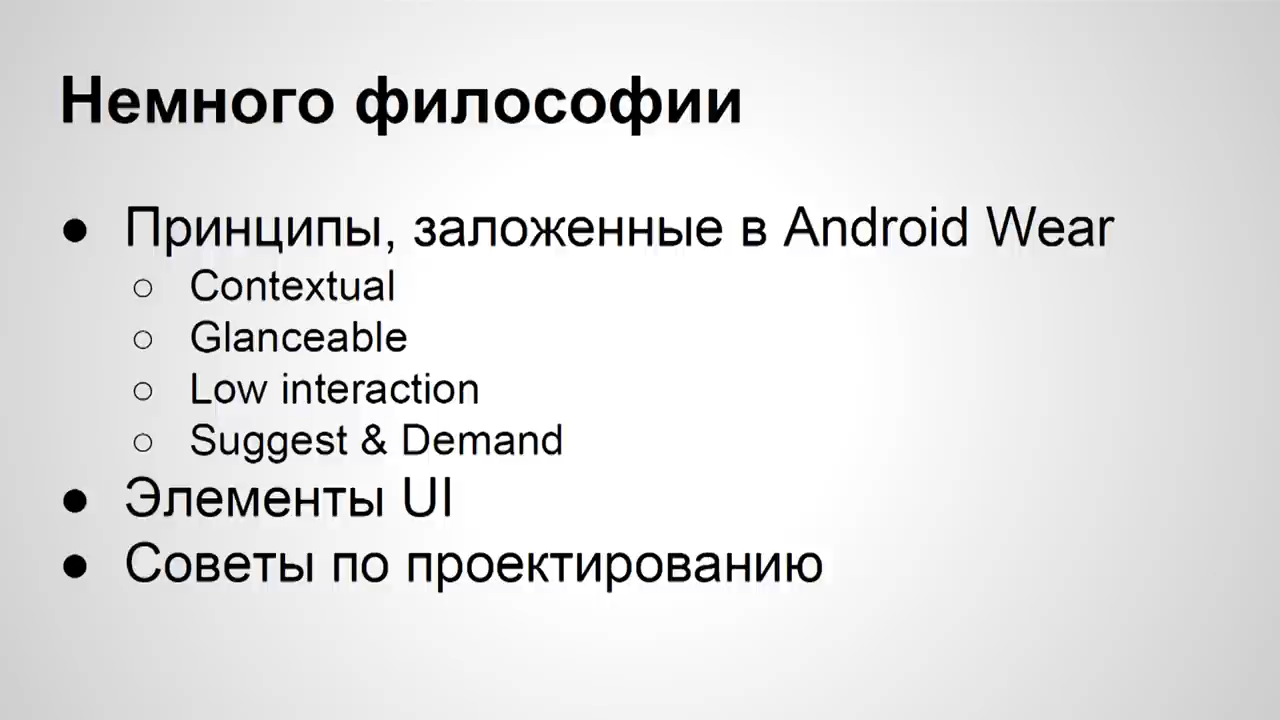 Немного философии
● Принципы, заложенные в Android Wear
○ Contextual
○ Glanceable
○ Low interaction
○ Suggest & Demand
● Элементы UI
● Советы по проектированию